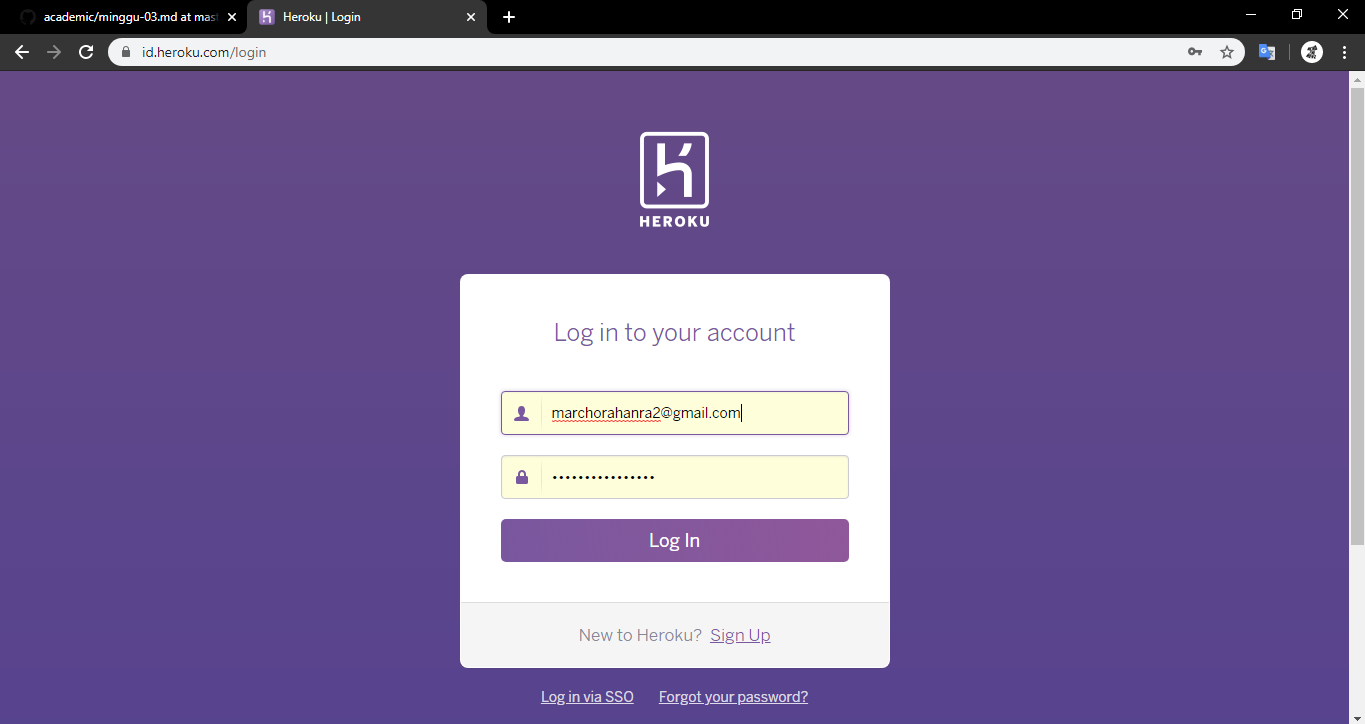 academic/minggu-03.md at mast
Heroku | Login
id.heroku.com/login
HEROKU
Log in to your account
marchorahanra2@gmail.com
••••••••••••••••
Log In
New to Heroku? Sign Up
Log in via SSO Forgot your password?